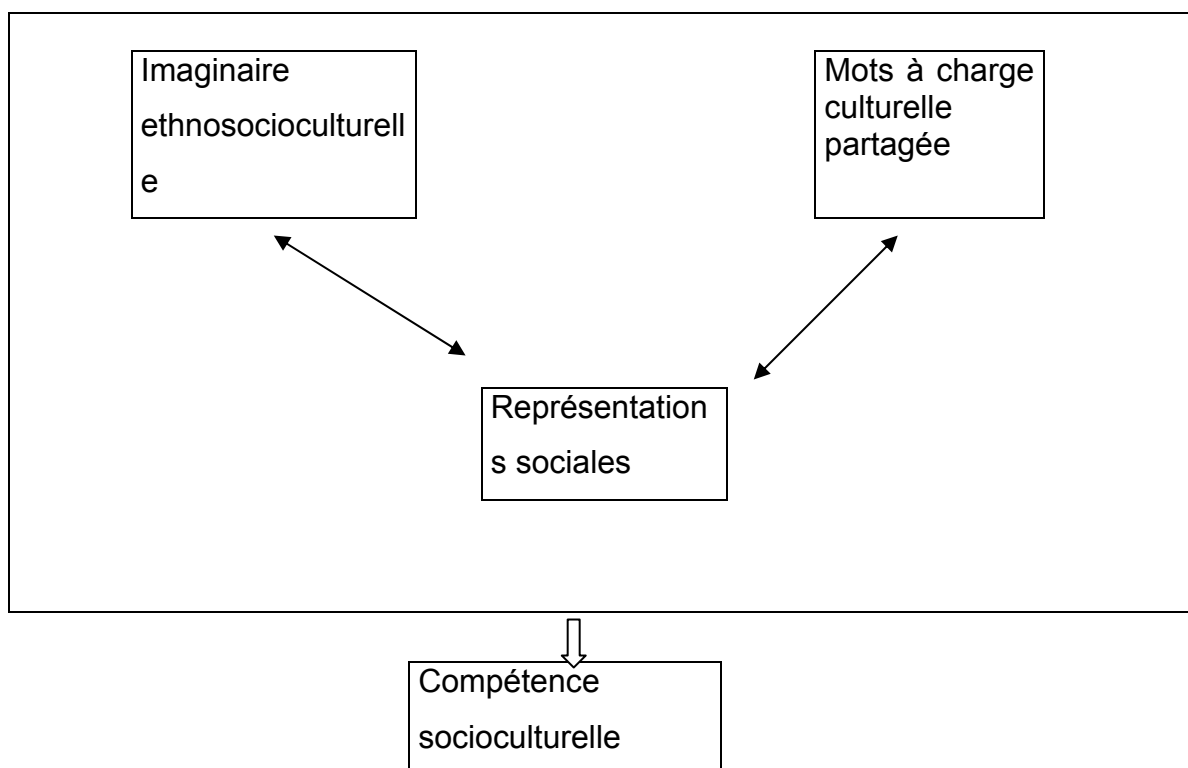 Imaginaire
ethnosocioculturell
e
Mots à charge
culturelle
partagée
Représentation
s sociales
Compétence
socioculturelle